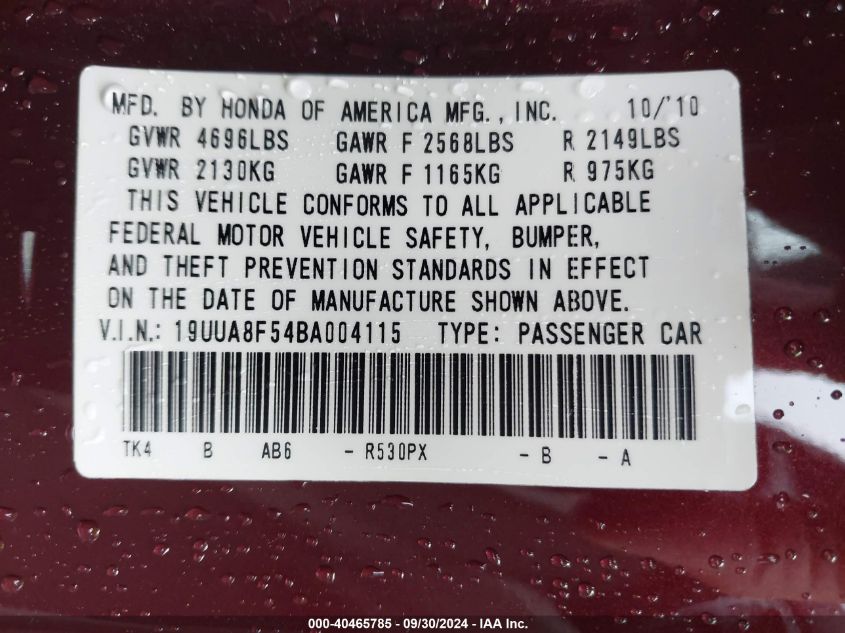 MFD. BY HONDA OF AMERICA MFG., INC. 10/'10
GVWR 4696LBS GAWR F 2568LBS R 2149LBS
GVWR 2130KG GAWR F 1165KG R 975KG
THIS VEHICLE CONFORMS TO ALL APPLICABLE
FEDERAL MOTOR VEHICLE SAFETY, BUMPER,
AND THEFT PREVENTION STANDARDS IN EFFECT
ON THE DATE OF MANUFACTURE SHOWN ABOVE.
V.I.N.: 19UUA8F54BA004115 TYPE: PASSENGER CAR
TK4 B AB6 - R530PX - B - A
000-40465785 - 09/30/2024 - IAA Inc.